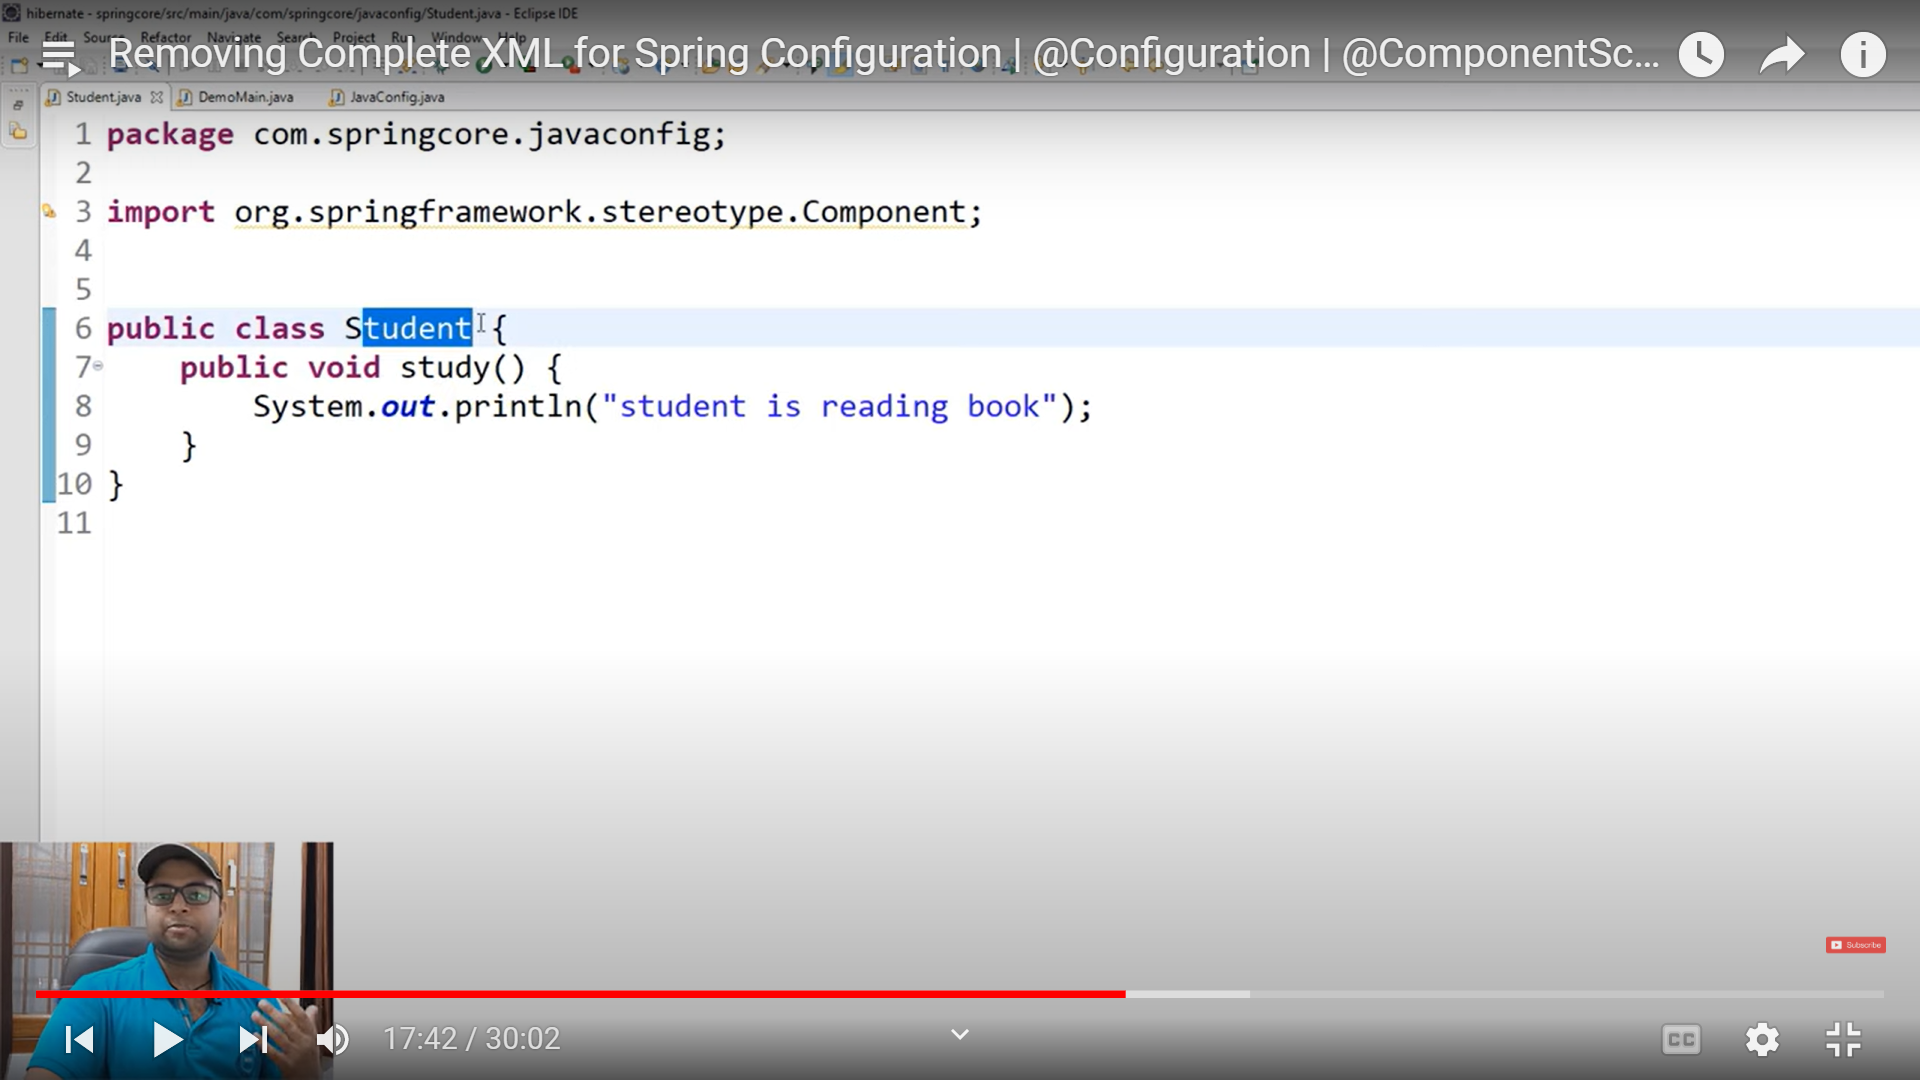 hibernate - springcore/src/main/java/com/springcore/javaconfig/Student.java - Eclipse IDE
File Edit Source Refactor Navigate Search Project Run Window Help
Removing Complete XML for Spring Configuration | @Configuration | @ComponentSc...
Student.java DemoMain.java JavaConfig.java
1 package com.springcore.javaconfig;
2
3 import org.springframework.stereotype.Component;
4
5
6 public class Student {
7 public void study() {
8 System.out.println("student is reading book");
9 }
10 }
11
Subscribe
17:42 / 30:02
CC